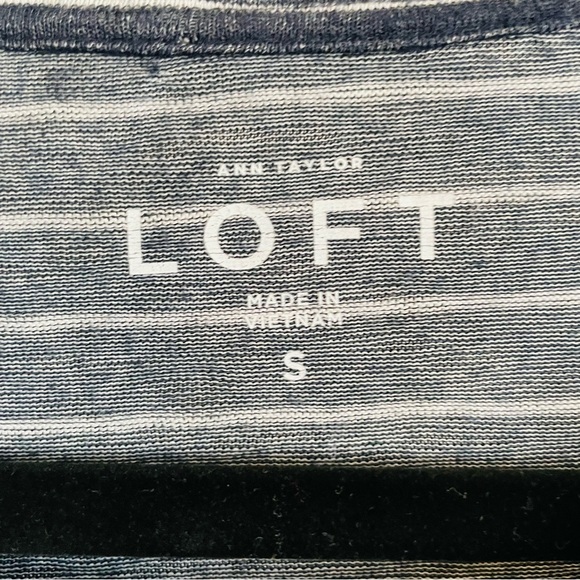 ANN TAYLOR
LOFT
MADE IN
VIETNAM
S